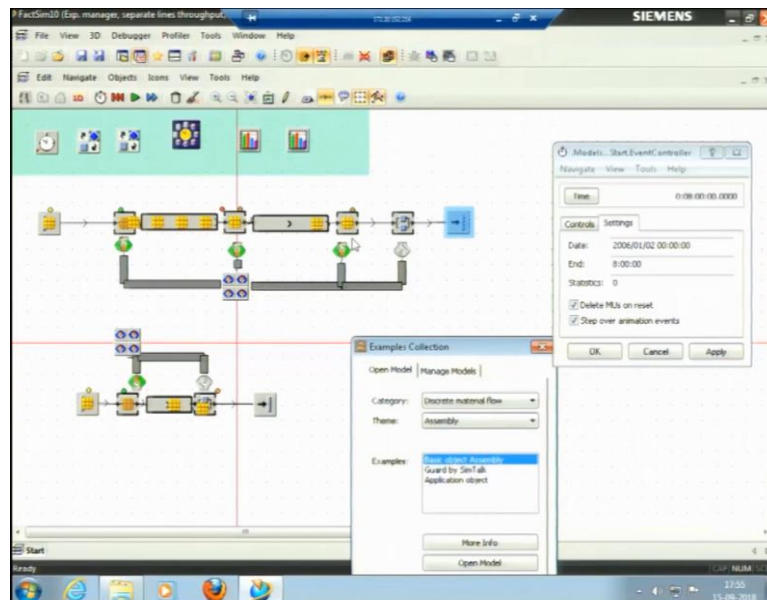 FactSim10 (Exp. manager, separate lines throughput,
SIEMENS
File View 3D Debugger Profiler Tools Window Help
Edit Navigate Objects Icons View Tools Help
.Models...Start.EventController
Navigate View Tools Help
Time 0:08:00:00.0000
Controls Settings
Date: 2006/01/02 00:00:00
End: 8:00:00
Statistics: 0
Delete MUs on reset
Step over animation events
OK Cancel Apply
Examples Collection
Open Model Manage Models
Category: Discrete material flow
Theme: Assembly
Examples: Basic object Assembly
Guard by SimTalk
Application object
More Info
Open Model
Start
Ready
CAP NUM
17:55
15-09-2018